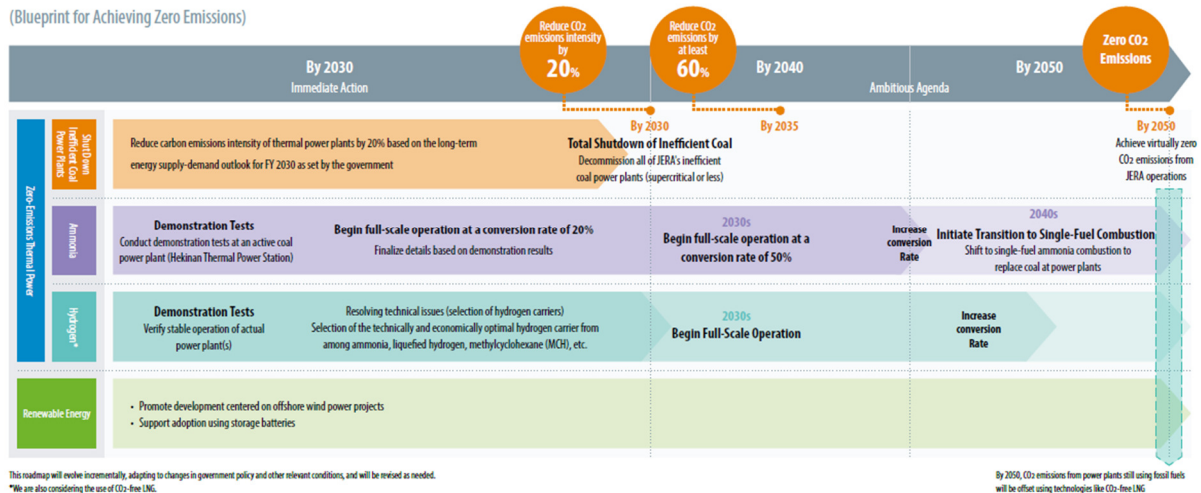 (Blueprint for Achieving Zero Emissions)
Reduce CO2
emissions intensity
by
20%
Reduce CO2
emissions by
at least
60%
Zero CO2
Emissions
By 2030
Immediate Action
By 2040
Ambitious Agenda
By 2050
By 2030
By 2035
By 2050
Zero-Emissions Thermal Power
Shut Down
Inefficient Coal
Power Plants
Reduce carbon emissions intensity of thermal power plants by 20% based on the long-term
energy supply-demand outlook for FY 2030 as set by the government
Total Shutdown of Inefficient Coal
Decommission all of JERA's inefficient
coal power plants (supercritical or less)
Achieve virtually zero
CO2 emissions from
JERA operations
Ammonia
Demonstration Tests
Conduct demonstration tests at an active coal
power plant (Hekinan Thermal Power Station)
Begin full-scale operation at a conversion rate of 20%
Finalize details based on demonstration results
2030s
Begin full-scale operation at a
conversion rate of 50%
Increase
conversion
Rate
2040s
Initiate Transition to Single-Fuel Combustion
Shift to single-fuel ammonia combustion to
replace coal at power plants
Hydrogen*
Demonstration Tests
Verify stable operation of actual
power plant(s)
Resolving technical issues (selection of hydrogen carriers)
Selection of the technically and economically optimal hydrogen carrier from
among ammonia, liquefied hydrogen, methylcyclohexane (MCH), etc.
2030s
Begin Full-Scale Operation
Increase
conversion
Rate
Renewable Energy
• Promote development centered on offshore wind power projects
• Support adoption using storage batteries
This roadmap will evolve incrementally, adapting to changes in government policy and other relevant conditions, and will be revised as needed.
*We are also considering the use of CO2-free LNG.
By 2050, CO2 emissions from power plants still using fossil fuels
will be offset using technologies like CO2-free LNG